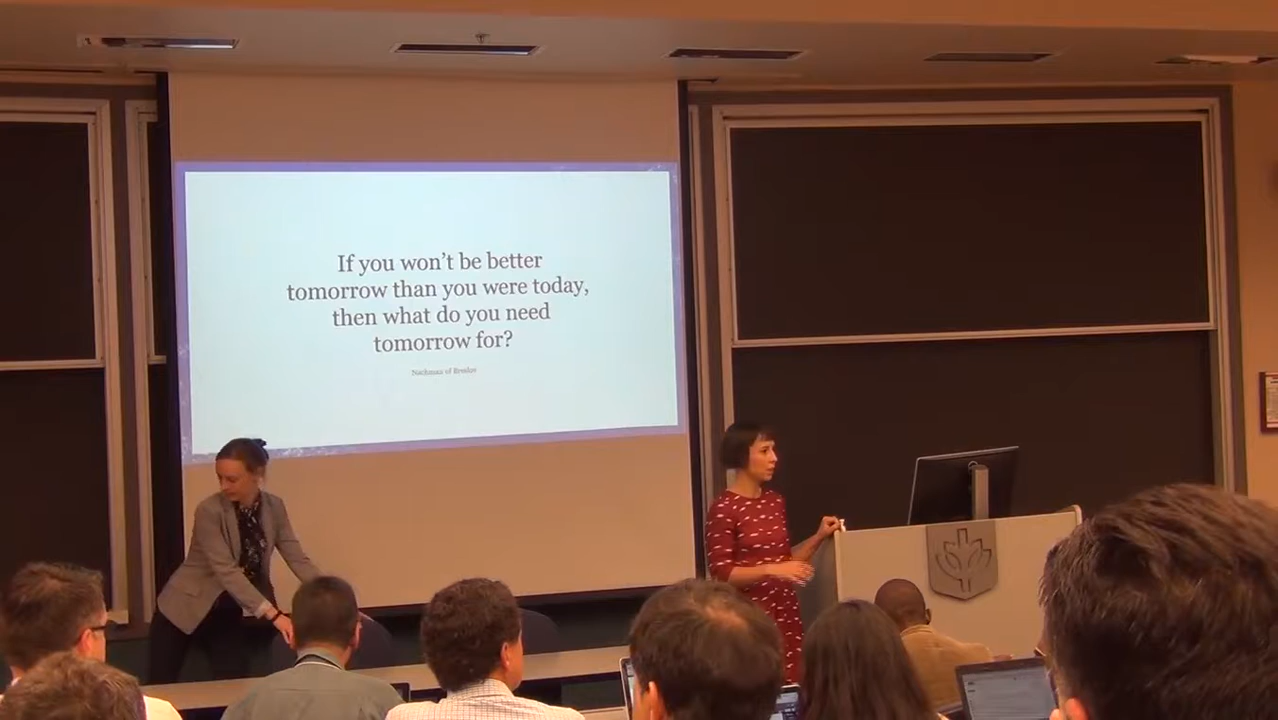 If you won't be better
tomorrow than you were today,
then what do you need
tomorrow for?
Nachman of Breslov